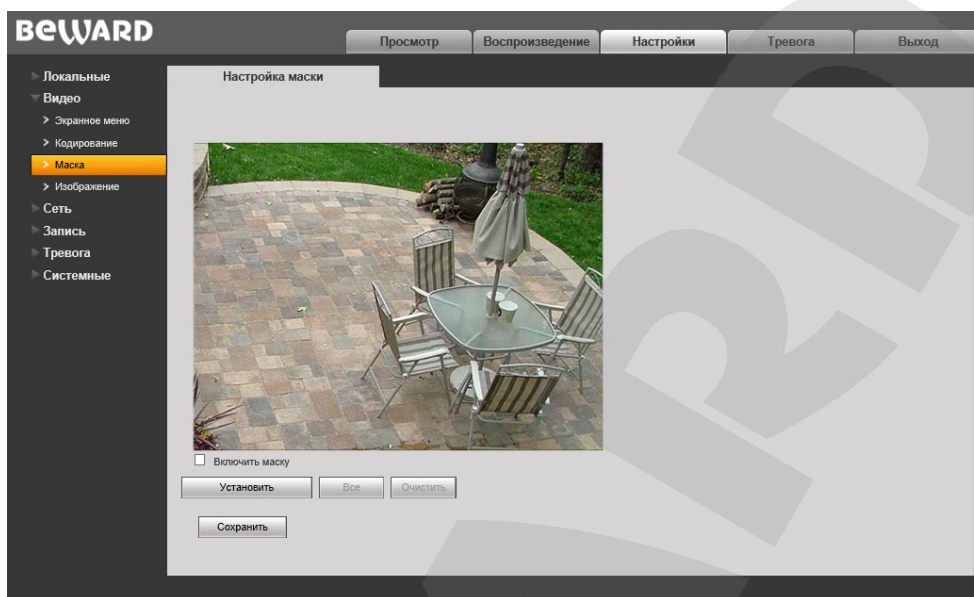 BEWARD
Просмотр
Воспроизведение
Настройки
Тревога
Выход
Локальные
Видео
Экранное меню
Кодирование
Маска
Изображение
Сеть
Запись
Тревога
Системные
Настройка маски
Включить маску
Установить
Все
Очистить
Сохранить